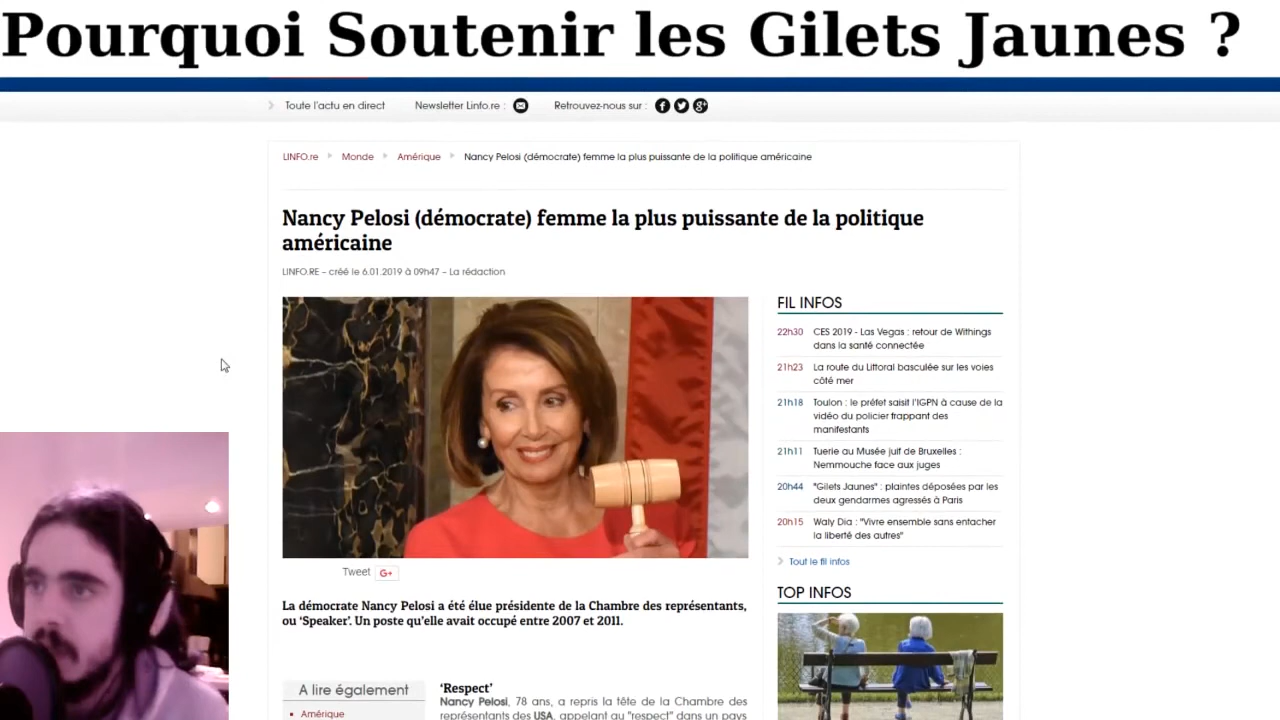 Pourquoi Soutenir les Gilets Jaunes ?
Toute l'actu en direct
Newsletter Linfo.re :
Retrouvez-nous sur :
LINFO.re
Monde
Amérique
Nancy Pelosi (démocrate) femme la plus puissante de la politique américaine
Nancy Pelosi (démocrate) femme la plus puissante de la politique
américaine
LINFO.RE – créé le 6.01.2019 à 09h47 – La rédaction
Tweet
G+
La démocrate Nancy Pelosi a été élue présidente de la Chambre des représentants,
ou ‘Speaker’. Un poste qu’elle avait occupé entre 2007 et 2011.
A lire également
Amérique
‘Respect’
Nancy Pelosi, 78 ans, a repris la tête de la Chambre des
représentants des USA, appelant au "respect" dans un pays
FIL INFOS
22h30 CES 2019 - Las Vegas : retour de Withings
dans la santé connectée
21h23 La route du Littoral basculée sur les voies
côté mer
21h18 Toulon : le préfet saisit l'IGPN à cause de la
vidéo du policier frappant des
manifestants
21h11 Tuerie au Musée juif de Bruxelles :
Nemmouche face aux juges
20h44 "Gilets Jaunes" : plaintes déposées par les
deux gendarmes agressés à Paris
20h15 Waly Dia : "Vivre ensemble sans entacher
la liberté des autres"
Tout le fil infos
TOP INFOS